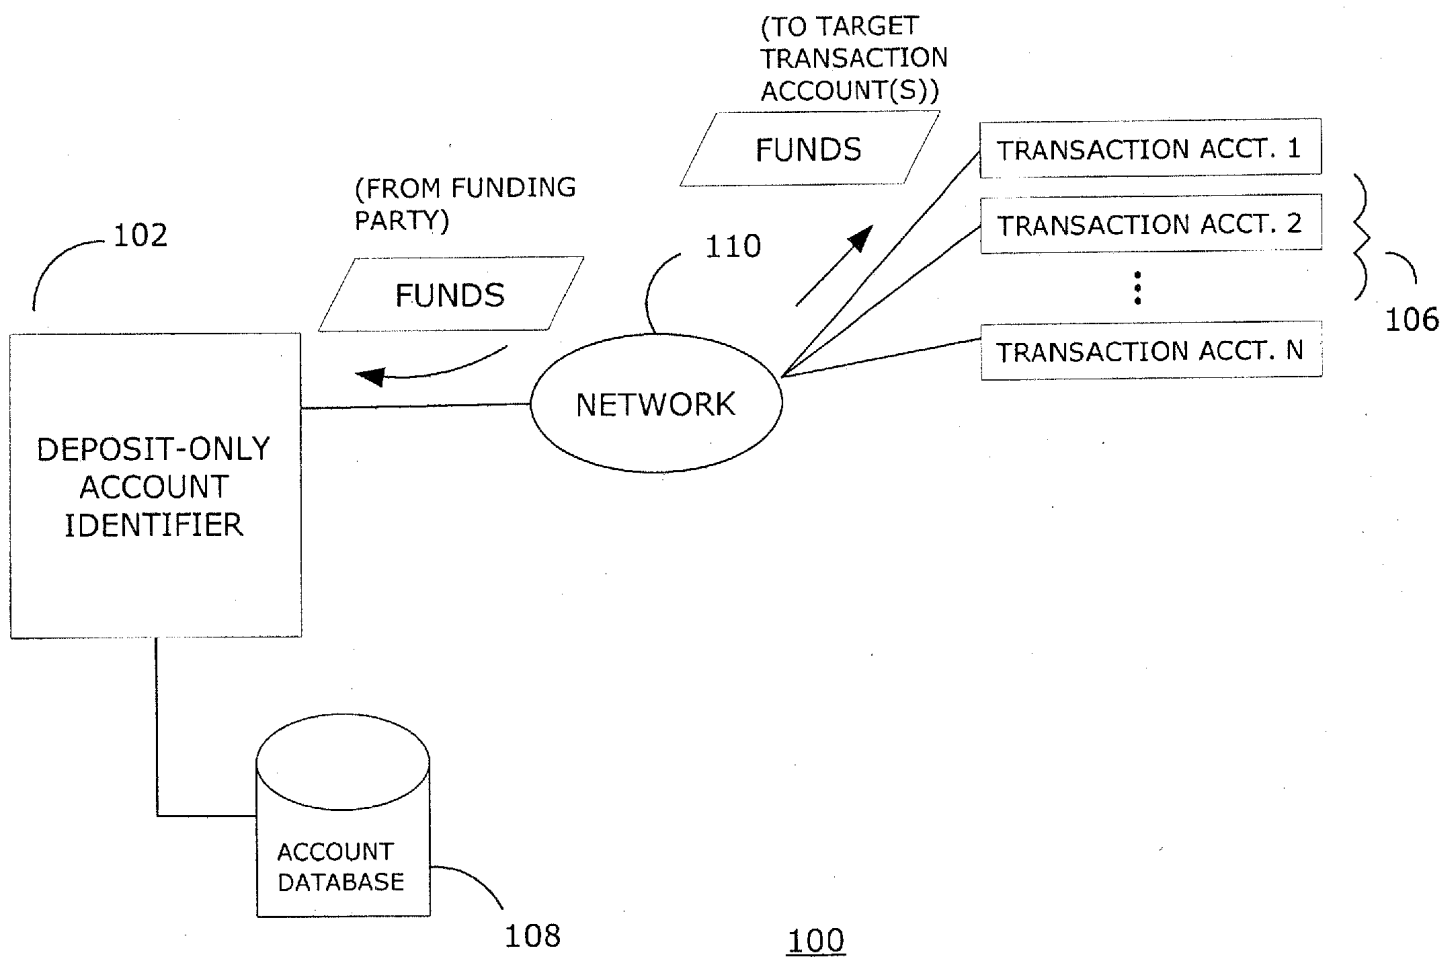 (TO TARGET
TRANSACTION
ACCOUNT(S))
FUNDS
TRANSACTION ACCT. 1
(FROM FUNDING
PARTY)
TRANSACTION ACCT. 2
102
110
FUNDS
106
TRANSACTION ACCT. N
NETWORK
DEPOSIT-ONLY
ACCOUNT
IDENTIFIER
ACCOUNT
DATABASE
108
100